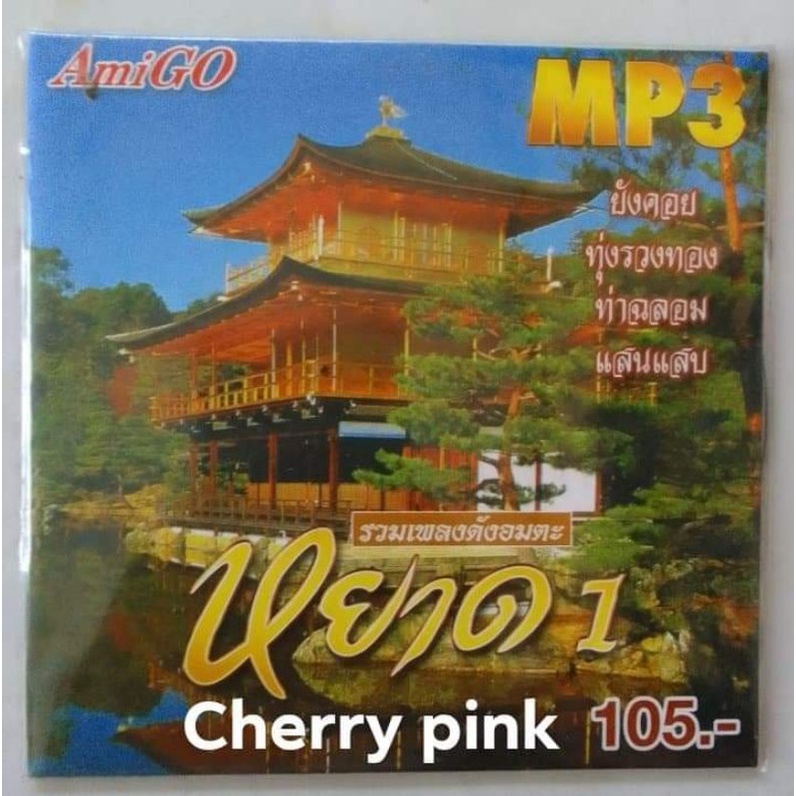 AmiGO
MP3
ยังคอย
ทุ่งรวงทอง
ท่าฉลอม
แสนแสบ
รวมเพลงดังอมตะ
หยาด 1
Cherry pink
105.-